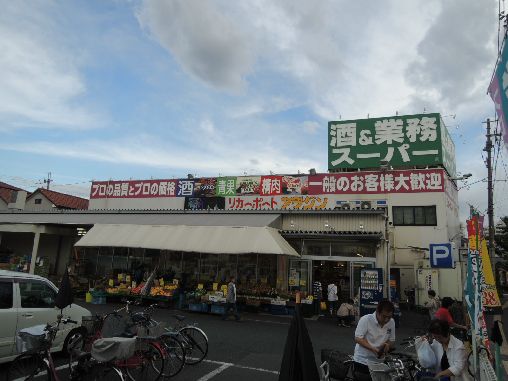 酒&業務
スーパー
プロの品質とプロの価格
酒
青果
精肉
一般のお客様大歓迎
リカーポート
P